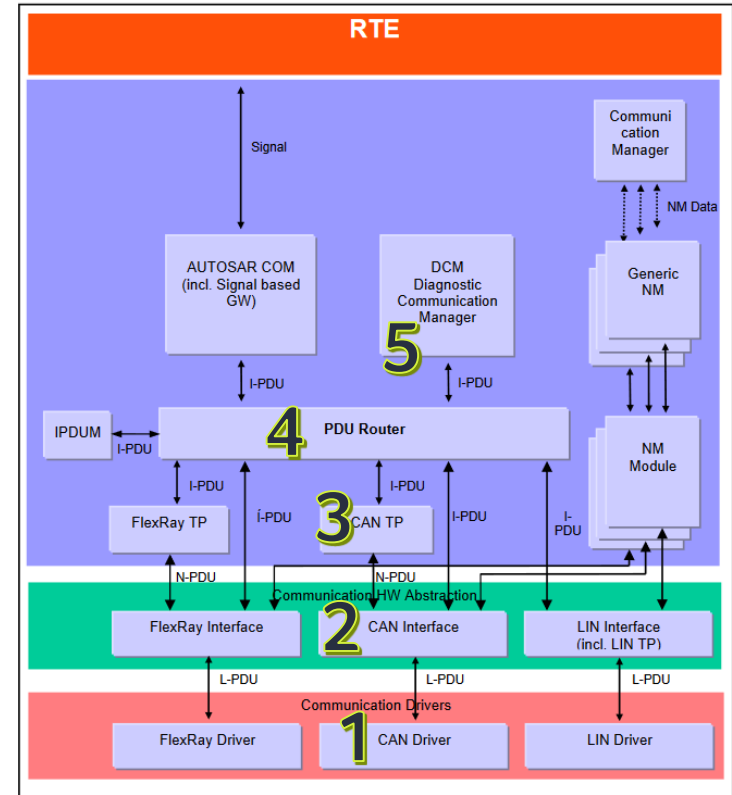 RTE
Signal
Communi
cation
Manager
NM Data
AUTOSAR COM
(incl. Signal based
GW)
DCM
Diagnostic
Communication
Manager
5
Generic
NM
I-PDU
I-PDU
IPDUM
I-PDU
4
PDU Router
NM
Module
I-PDU
Í-PDU
I-PDU
I-PDU
I-
PDU
FlexRay TP
3
CAN TP
N-PDU
N-PDU
Communication HW Abstraction
FlexRay Interface
2
CAN Interface
LIN Interface
(incl. LIN TP)
L-PDU
L-PDU
L-PDU
Communication Drivers
FlexRay Driver
1
CAN Driver
LIN Driver